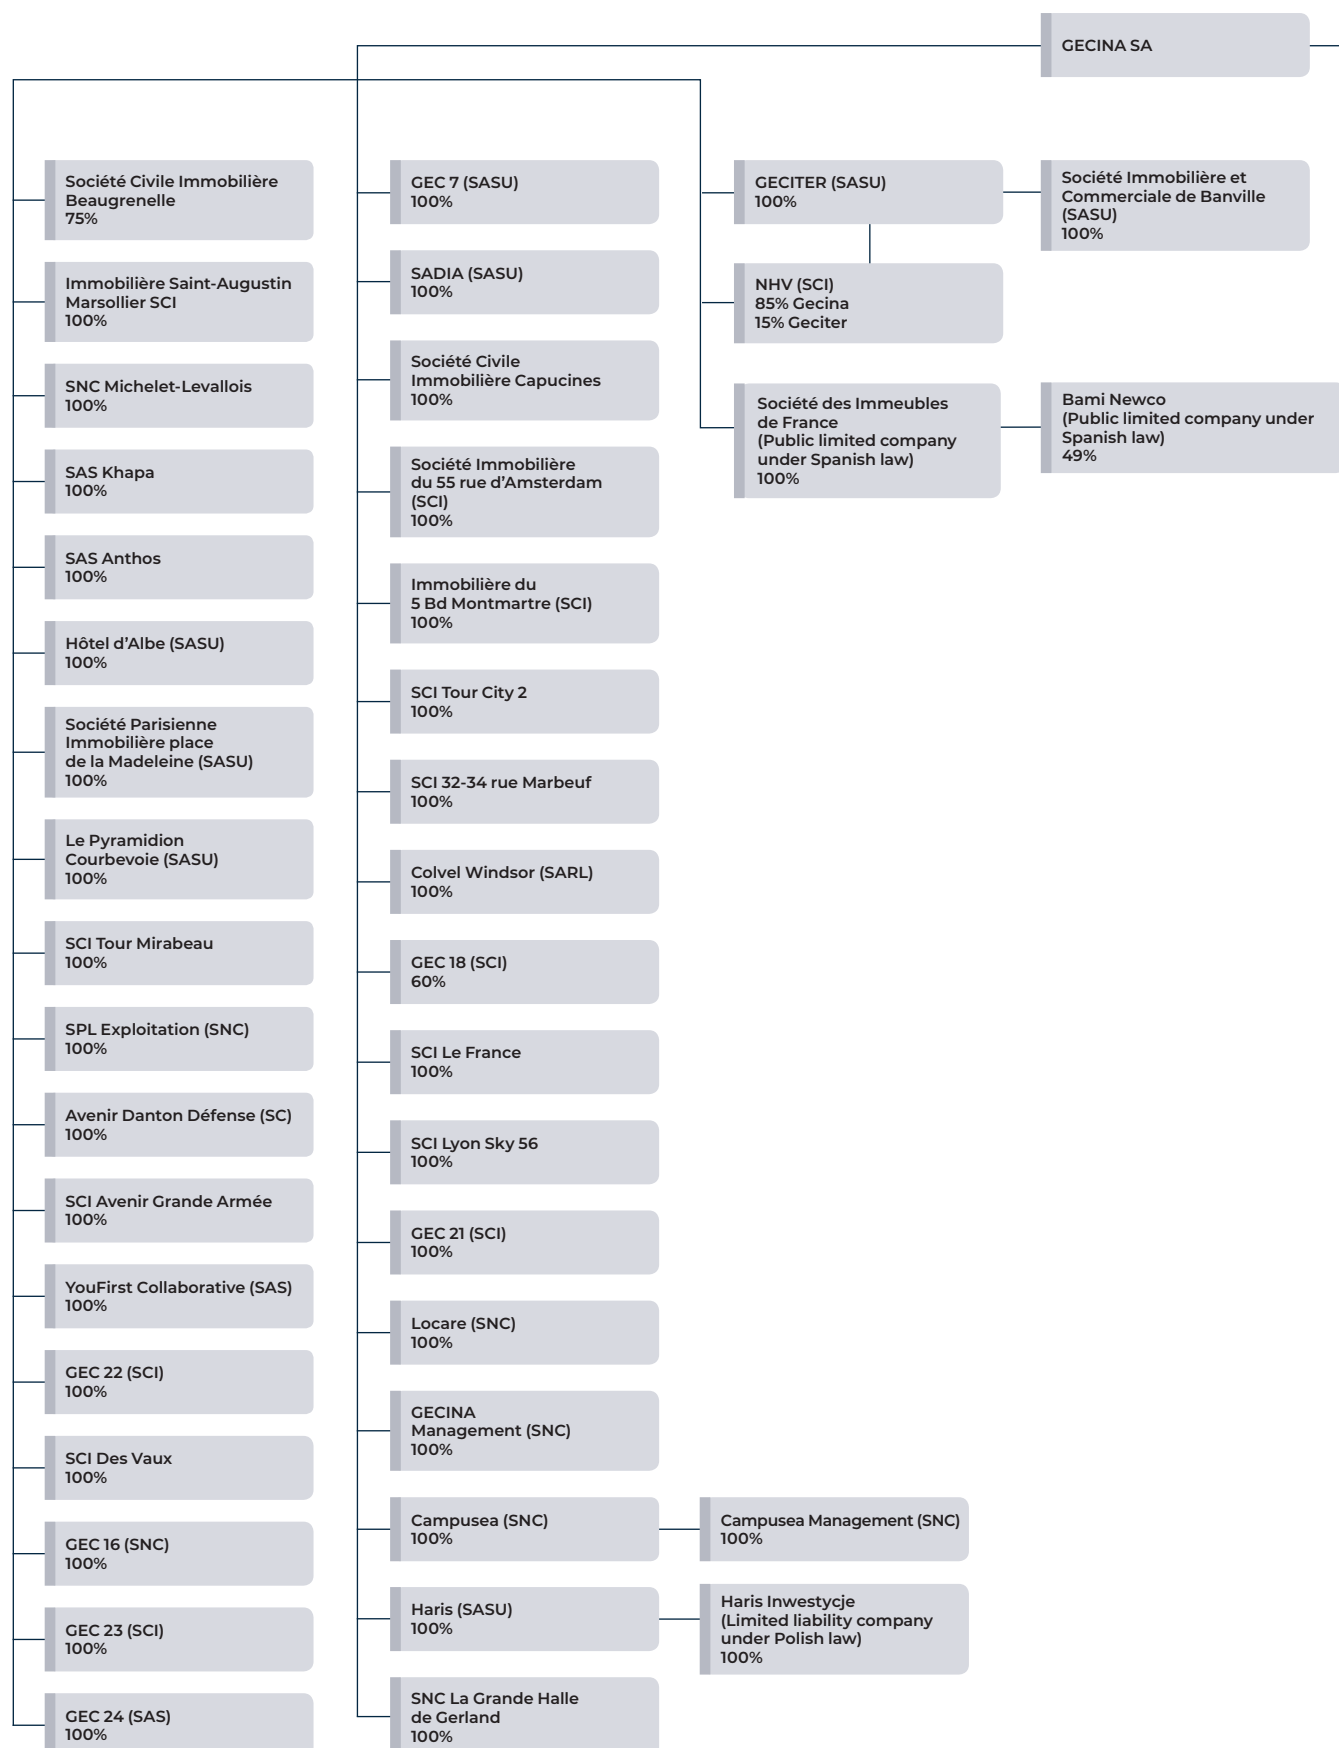 GECINA SA
Société Civile Immobilière
Beaugrenelle
75%
Immobilière Saint-Augustin
Marsollier SCI
100%
SNC Michelet-Levallois
100%
SAS Khapa
100%
SAS Anthos
100%
Hôtel d’Albe (SASU)
100%
Société Parisienne
Immobilière place
de la Madeleine (SASU)
100%
Le Pyramidion
Courbevoie (SASU)
100%
SCI Tour Mirabeau
100%
SPL Exploitation (SNC)
100%
Avenir Danton Défense (SC)
100%
SCI Avenir Grande Armée
100%
YouFirst Collaborative (SAS)
100%
GEC 22 (SCI)
100%
SCI Des Vaux
100%
GEC 16 (SNC)
100%
GEC 23 (SCI)
100%
GEC 24 (SAS)
100%
GEC 7 (SASU)
100%
SADIA (SASU)
100%
Société Civile
Immobilière Capucines
100%
Société Immobilière
du 55 rue d’Amsterdam
(SCI)
100%
Immobilière du
5 Bd Montmartre (SCI)
100%
SCI Tour City 2
100%
SCI 32-34 rue Marbeuf
100%
Colvel Windsor (SARL)
100%
GEC 18 (SCI)
60%
SCI Le France
100%
SCI Lyon Sky 56
100%
GEC 21 (SCI)
100%
Locare (SNC)
100%
GECINA
Management (SNC)
100%
Campusea (SNC)
100%
Campusea Management (SNC)
100%
Haris (SASU)
100%
Haris Inwestycje
(Limited liability company
under Polish law)
100%
SNC La Grande Halle
de Gerland
100%
GECITER (SASU)
100%
Société Immobilière et
Commerciale de Banville
(SASU)
100%
NHV (SCI)
85% Gecina
15% Geciter
Société des Immeubles
de France
(Public limited company
under Spanish law)
100%
Bami Newco
(Public limited company under
Spanish law)
49%